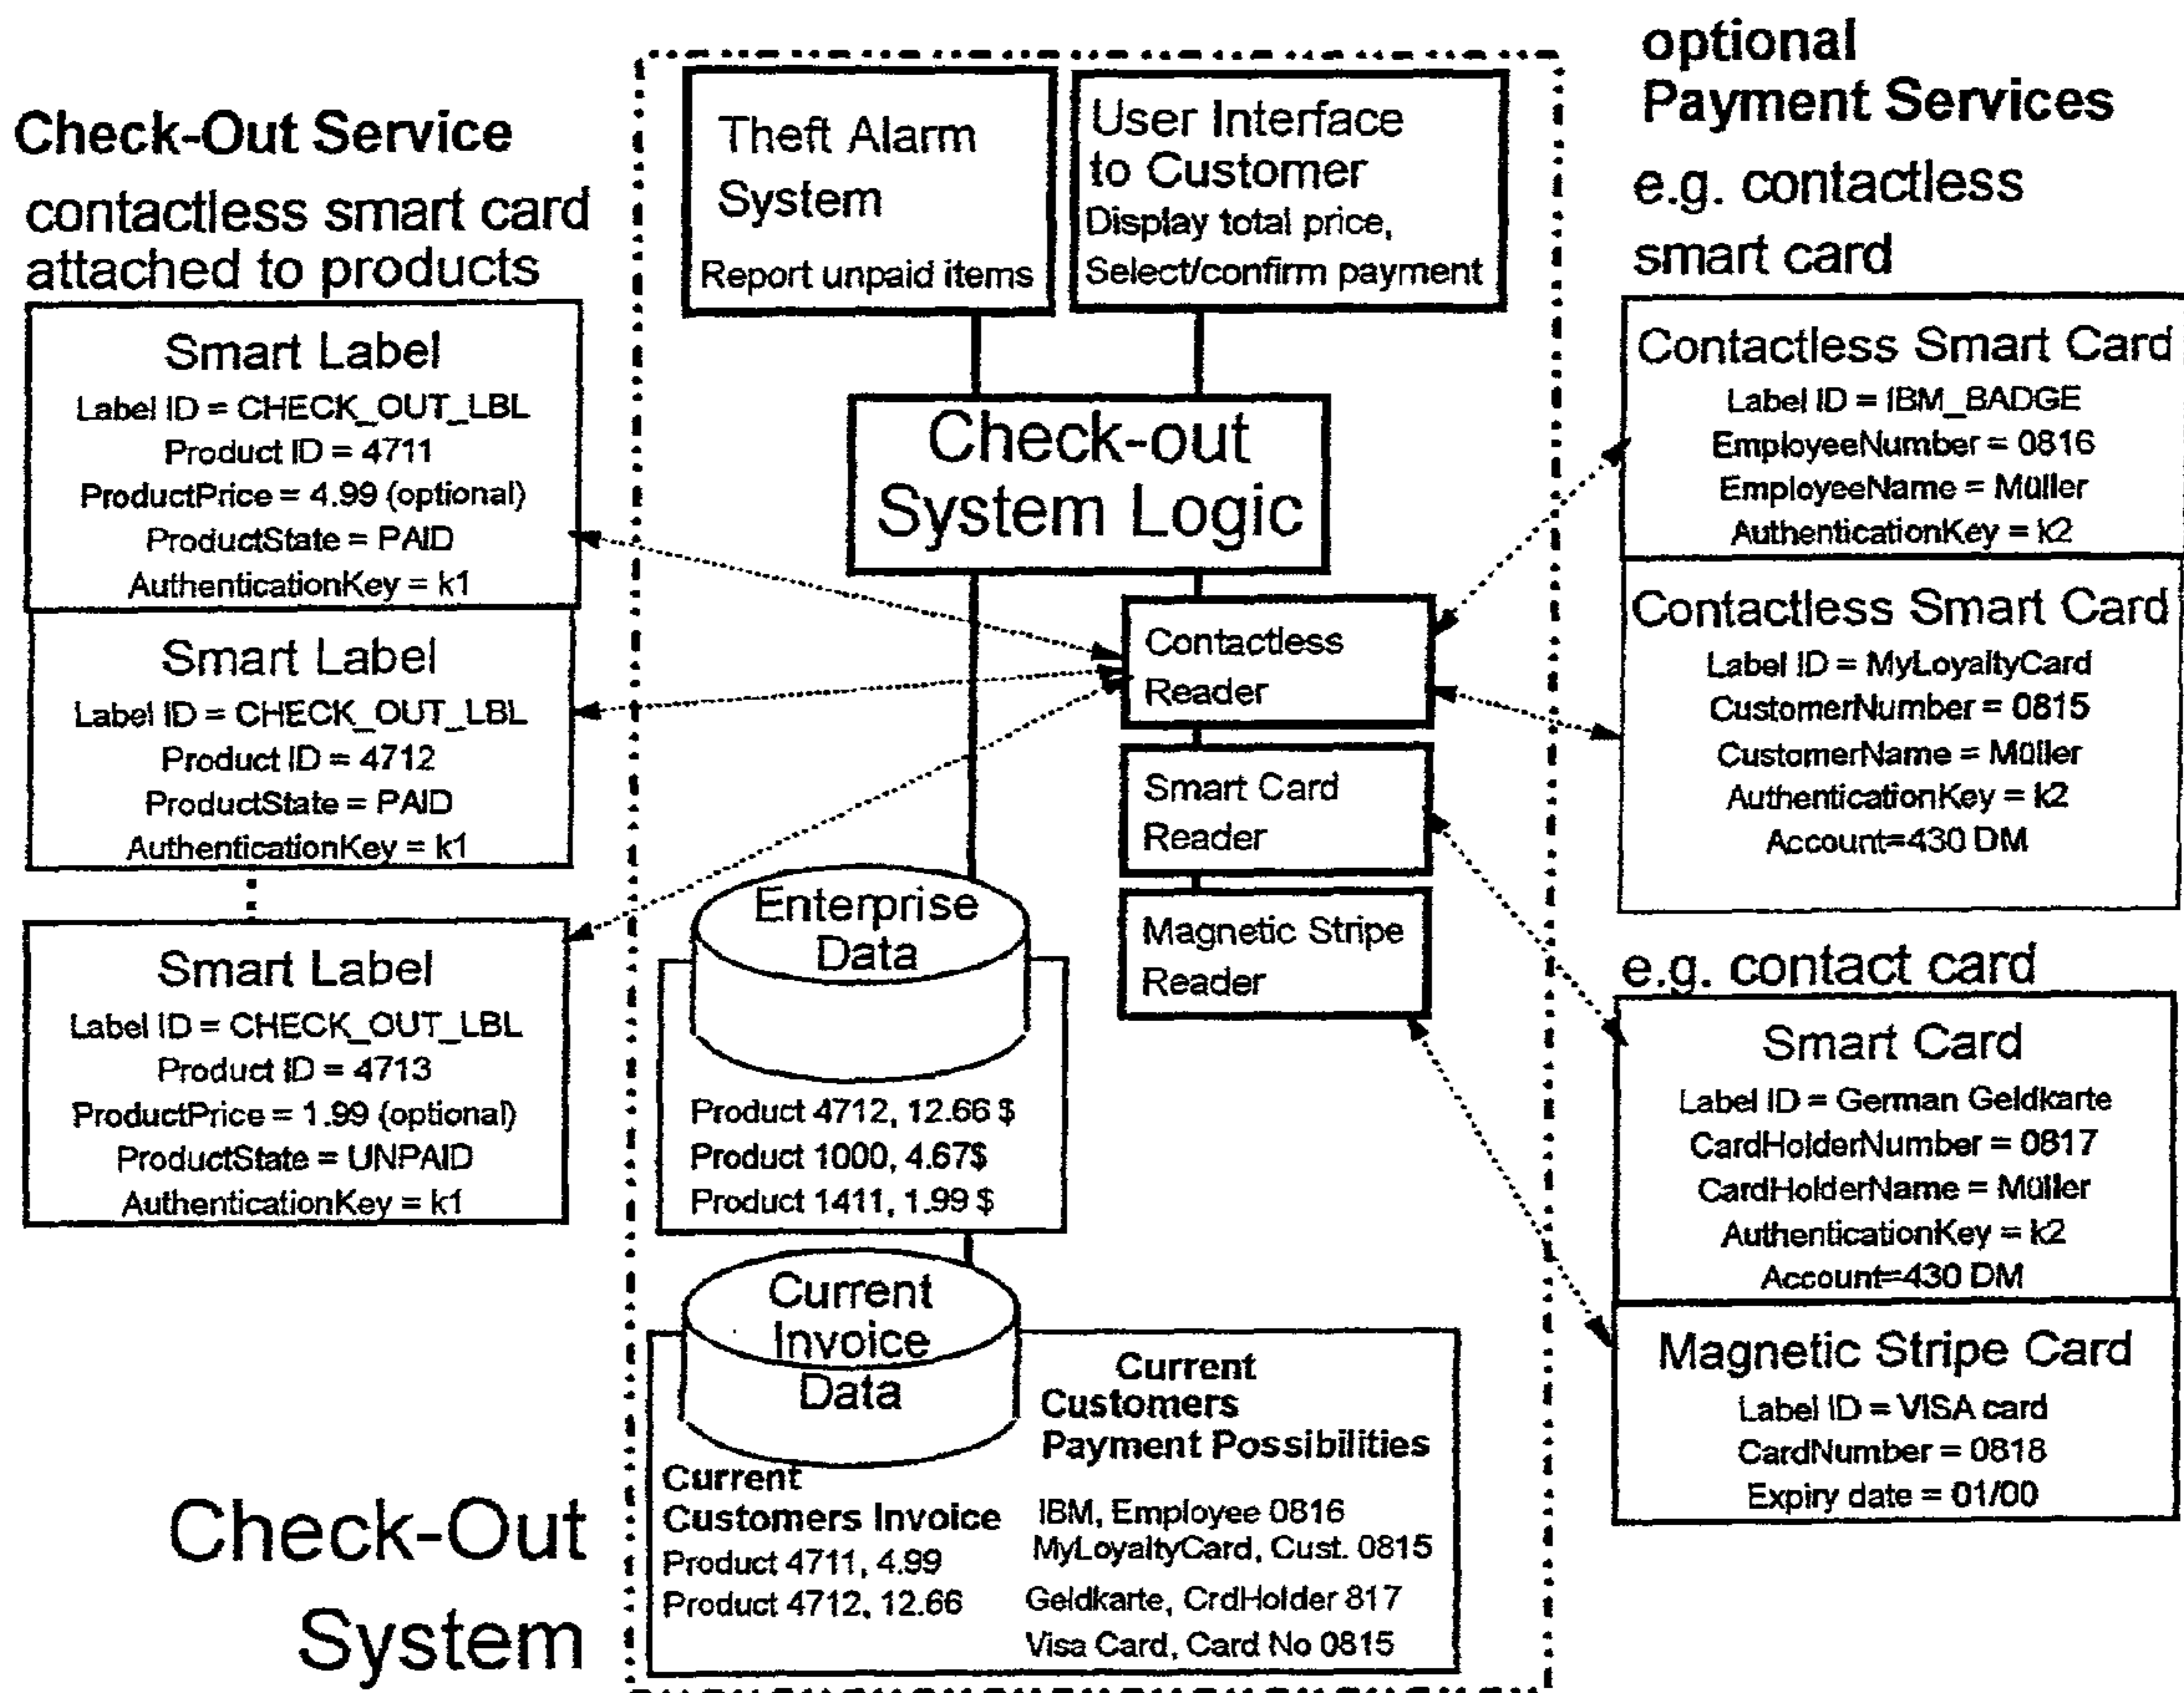 Check-Out Service
contactless smart card
attached to products
Smart Label
Label ID = CHECK_OUT_LBL
Product ID = 4711
ProductPrice = 4.99 (optional)
ProductState = PAID
AuthenticationKey = k1
Smart Label
Label ID = CHECK_OUT_LBL
Product ID = 4712
ProductState = PAID
AuthenticationKey = k1
Smart Label
Label ID = CHECK_OUT_LBL
Product ID = 4713
ProductPrice = 1.99 (optional)
ProductState = UNPAID
AuthenticationKey = k1
Check-Out
System
Theft Alarm
System
Report unpaid items
User Interface
to Customer
Display total price,
Select/confirm payment
Check-out
System Logic
Contactless
Reader
Smart Card
Reader
Magnetic Stripe
Reader
Enterprise
Data
Product 4712, 12.66 $
Product 1000, 4.67$
Product 1411, 1.99 $
Current
Invoice
Data
Current
Customers Invoice
Product 4711, 4.99
Product 4712, 12.66
Current
Customers
Payment Possibilities
IBM, Employee 0816
MyLoyaltyCard, Cust. 0815
Geldkarte, CrdHolder 817
Visa Card, Card No 0815
optional
Payment Services
e.g. contactless
smart card
Contactless Smart Card
Label ID = IBM_BADGE
EmployeeNumber = 0816
EmployeeName = Müller
AuthenticationKey = k2
Contactless Smart Card
Label ID = MyLoyaltyCard
CustomerNumber = 0815
CustomerName = Müller
AuthenticationKey = k2
Account=430 DM
e.g. contact card
Smart Card
Label ID = German Geldkarte
CardHolderNumber = 0817
CardHolderName = Müller
AuthenticationKey = k2
Account=430 DM
Magnetic Stripe Card
Label ID = VISA card
CardNumber = 0818
Expiry date = 01/00